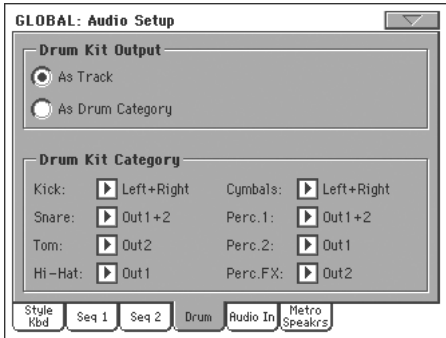 GLOBAL: Audio Setup
Drum Kit Output
As Track
As Drum Category
Drum Kit Category
Kick: Left+Right Cymbals: Left+Right
Snare: Out1+2 Perc.1: Out1+2
Tom: Out2 Perc.2: Out1
Hi-Hat: Out1 Perc.FX: Out2
Style Kbd Seq 1 Seq 2 Drum Audio In Metro Speakrs